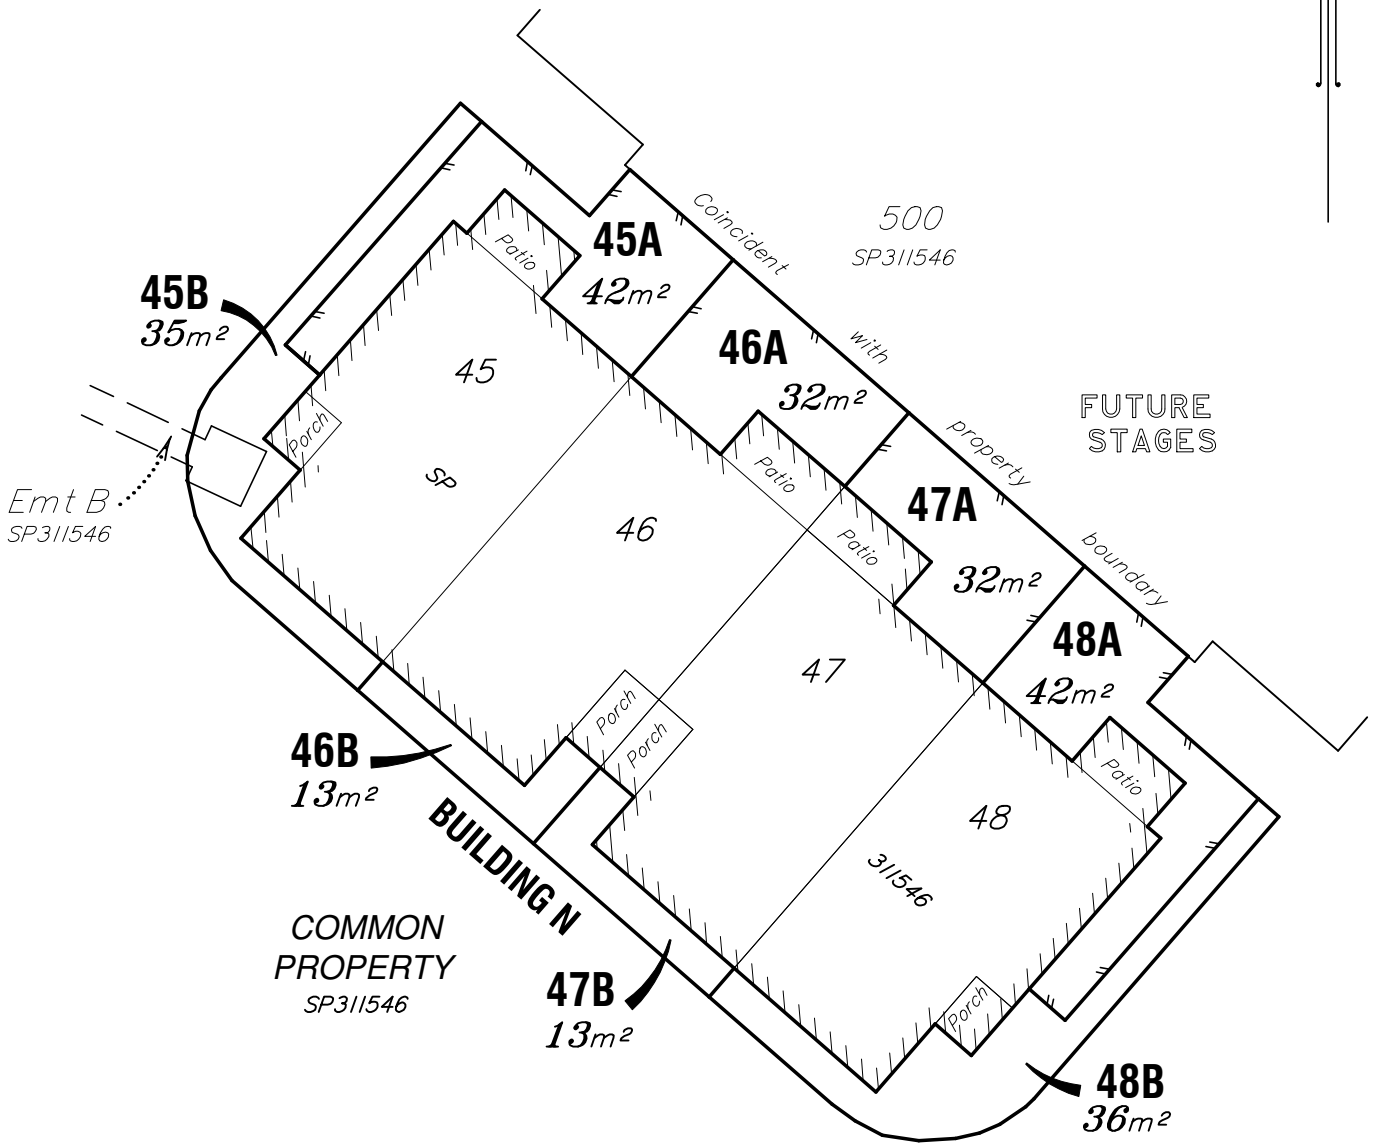 500
SP311546
Coincident
with
property
boundary
FUTURE
STAGES
45A
42m²
46A
32m²
47A
32m²
48A
42m²
45B
35m²
Patio
45
Porch
SP
Emt B
SP311546
46
Patio
Patio
47
Porch
Porch
46B
13m²
BUILDING N
48
Patio
311546
COMMON
PROPERTY
SP311546
47B
13m²
Porch
48B
36m²